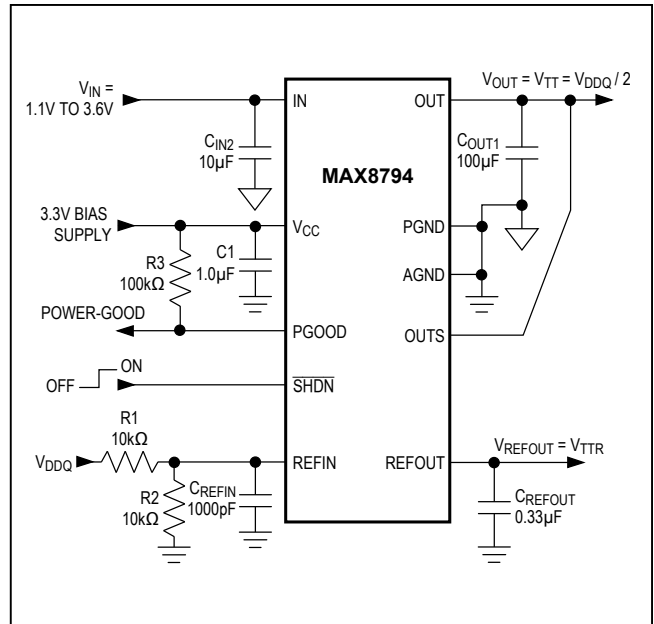 V_IN =
1.1V TO 3.6V
IN
OUT
V_OUT = V_TT = V_DDQ / 2
C_IN2
10µF
C_OUT1
100µF
MAX8794
3.3V BIAS
SUPPLY
V_CC
PGND
R3
100kΩ
C1
1.0µF
AGND
POWER-GOOD
PGOOD
OUTS
ON
OFF
SHDN
R1
10kΩ
V_DDQ
REFIN
REFOUT
V_REFOUT = V_TTR
R2
10kΩ
C_REFIN
1000pF
C_REFOUT
0.33µF